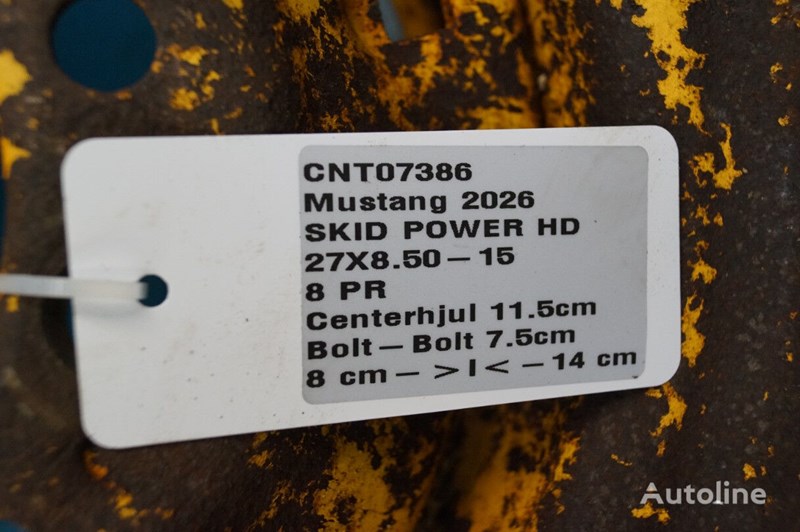 CNT07386
Mustang 2026
SKID POWER HD
27X8.50-15
8 PR
Centerhjul 11.5cm
Bolt-Bolt 7.5cm
8 cm- >I< -14 cm
Autoline